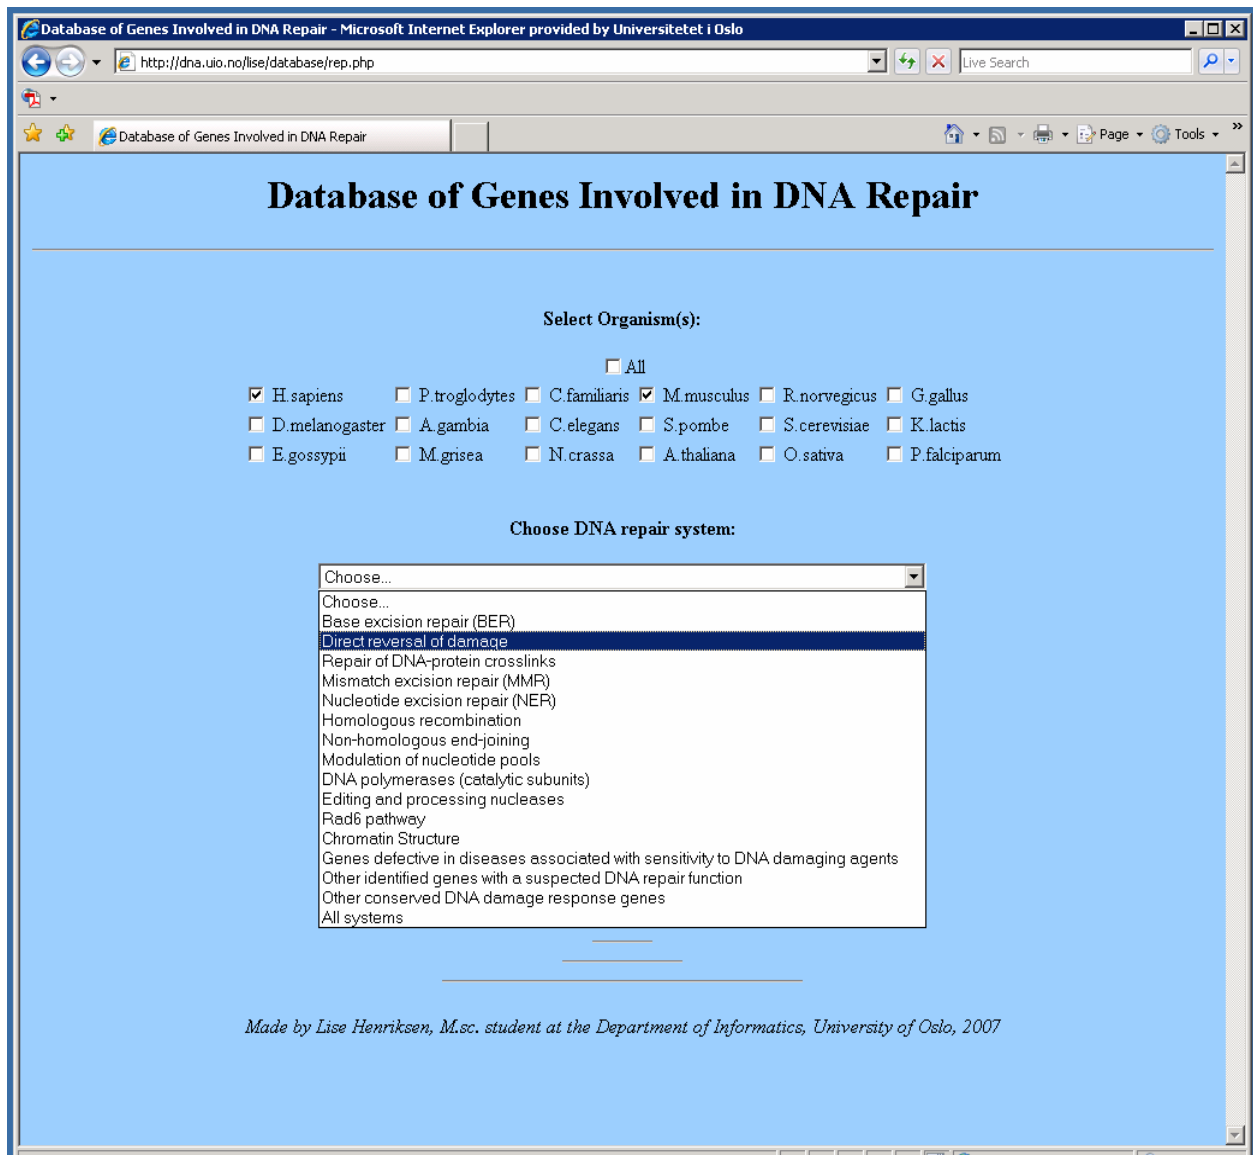 Database of Genes Involved in DNA Repair - Microsoft Internet Explorer provided by Universitetet i Oslo
http://dna.uio.no/lise/database/rep.php
Live Search
Database of Genes Involved in DNA Repair
Page
Tools
»
Database of Genes Involved in DNA Repair
Select Organism(s):
All
H.sapiens P.troglodytes C.familiaris M.musculus R.norvegicus G.gallus
D.melanogaster A.gambia C.elegans S.pombe S.cerevisiae K.lactis
E.gossypii M.grisea N.crassa A.thaliana O.sativa P.falciparum
Choose DNA repair system:
Choose...
Choose...
Base excision repair (BER)
Direct reversal of damage
Repair of DNA-protein crosslinks
Mismatch excision repair (MMR)
Nucleotide excision repair (NER)
Homologous recombination
Non-homologous end-joining
Modulation of nucleotide pools
DNA polymerases (catalytic subunits)
Editing and processing nucleases
Rad6 pathway
Chromatin Structure
Genes defective in diseases associated with sensitivity to DNA damaging agents
Other identified genes with a suspected DNA repair function
Other conserved DNA damage response genes
All systems
Made by Lise Henriksen, M.sc. student at the Department of Informatics, University of Oslo, 2007